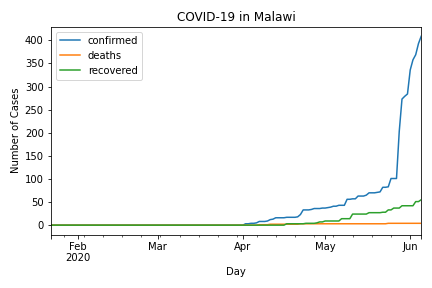 COVID-19 in Malawi
confirmed
deaths
recovered
Number of Cases
400
350
300
250
200
150
100
50
0
Feb Mar Apr May Jun
2020
Day